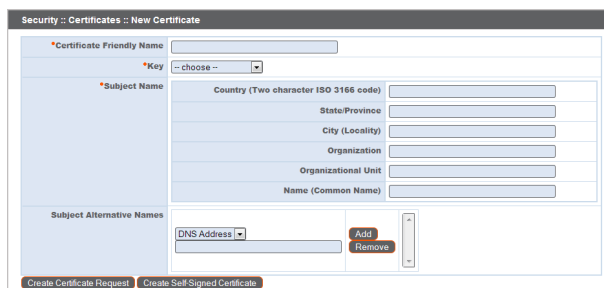 Security :: Certificates :: New Certificate
*Certificate Friendly Name
*Key -- choose --
*Subject Name
Country (Two character ISO 3166 code)
State/Province
City (Locality)
Organization
Organizational Unit
Name (Common Name)
Subject Alternative Names
DNS Address Add
Remove
Create Certificate Request Create Self-Signed Certificate